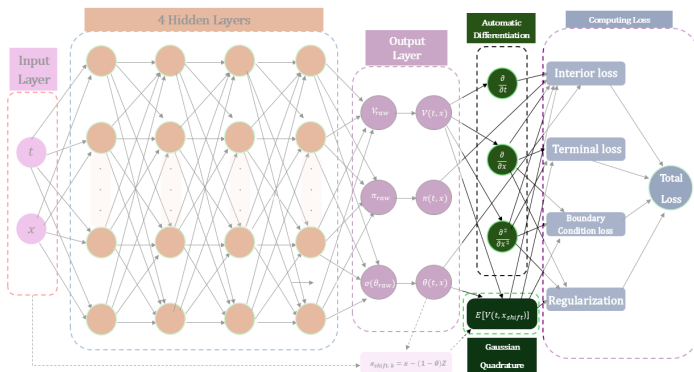 4 Hidden Layers
Input
Layer
t
x
Output
Layer
V_raw
V(t, x)
π_raw
π(t, x)
σ(θ_raw)
θ(t, x)
x_shift,k = x − (1 − θ)Z
Automatic
Differentiation
∂/∂t
∂/∂x
∂²/∂x²
E[V(t, x_shift)]
Gaussian
Quadrature
Computing Loss
Interior loss
Terminal loss
Boundary
Condition loss
Regularization
Total
Loss